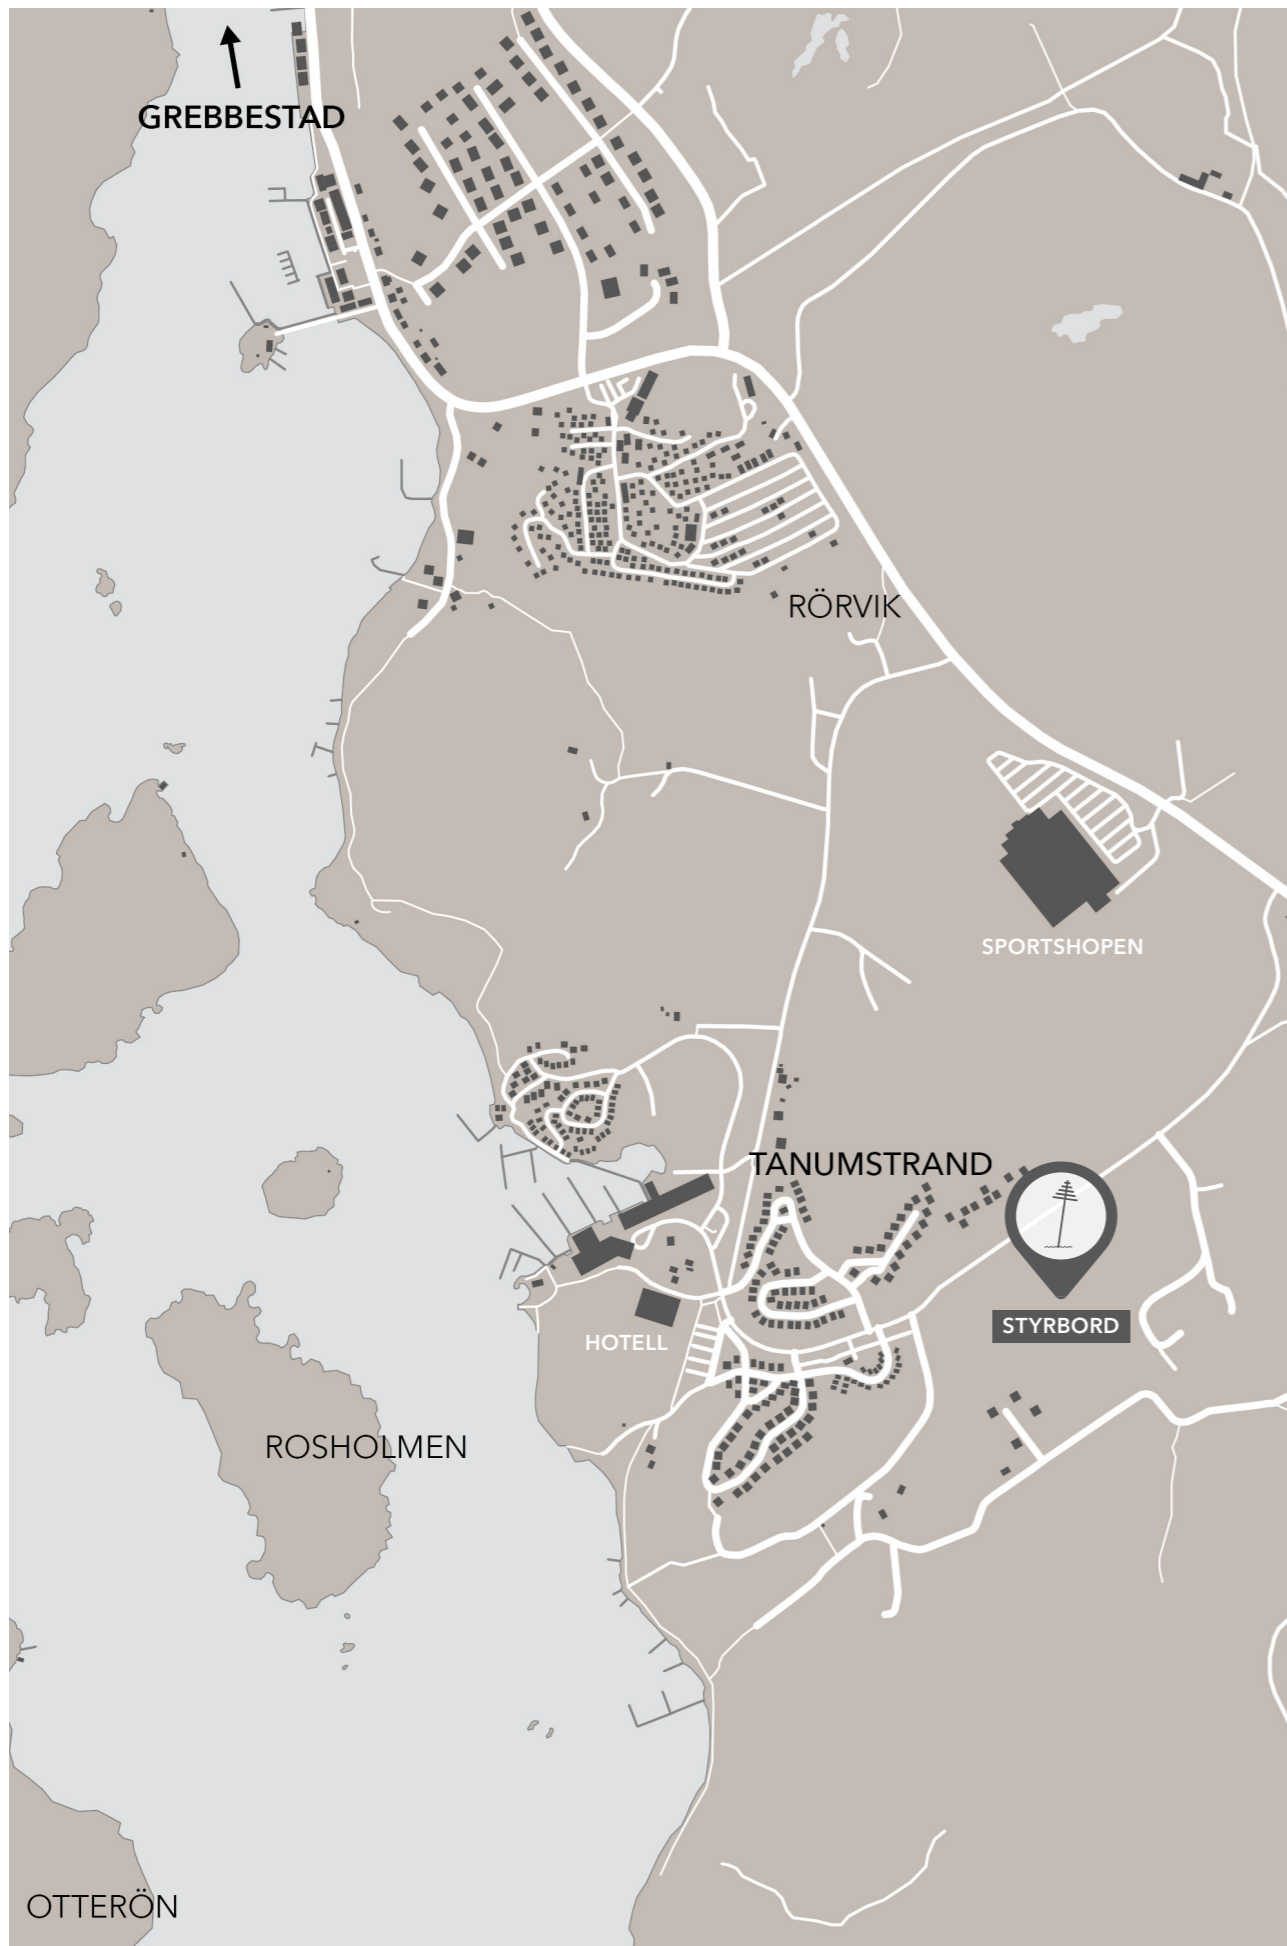 GREBBESTAD
RÖRVIK
SPORTSHOPEN
TANUMSTRAND
STYRBORD
HOTELL
ROSHOLMEN
OTTERÖN